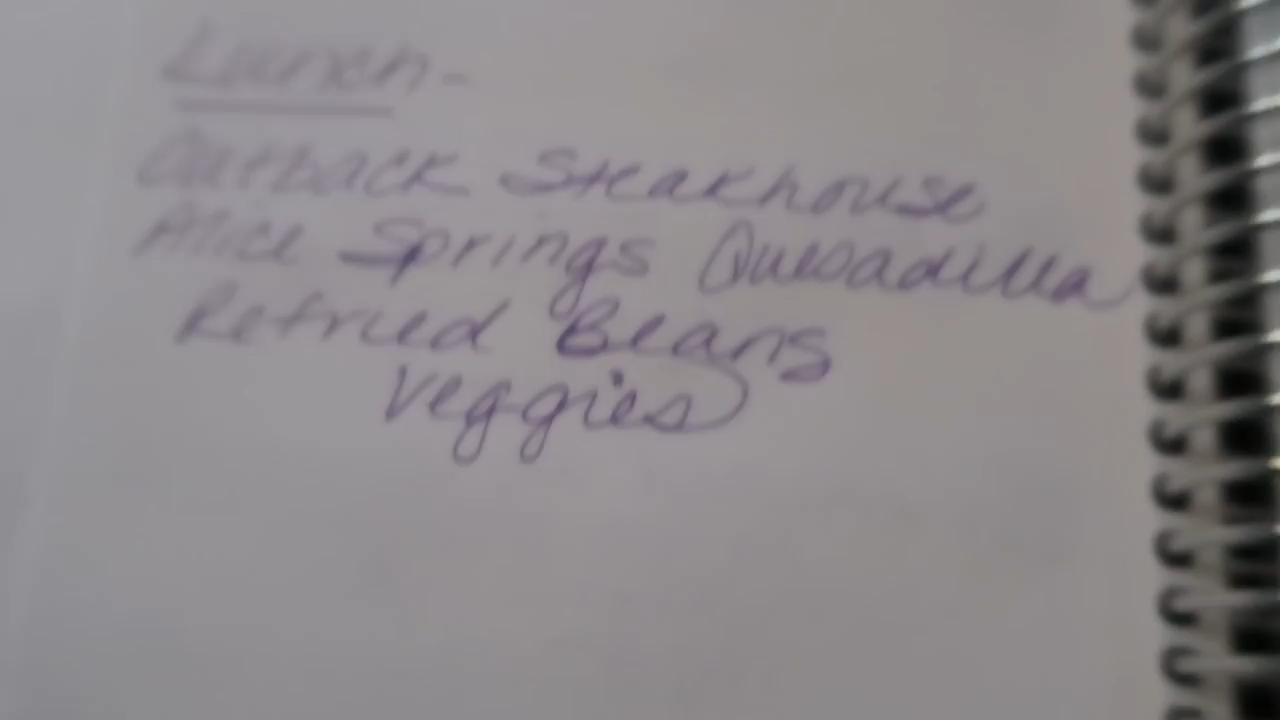 Lunch-
Outback Steakhouse
Alice Springs Quesadilla
Refried Beans
Veggies